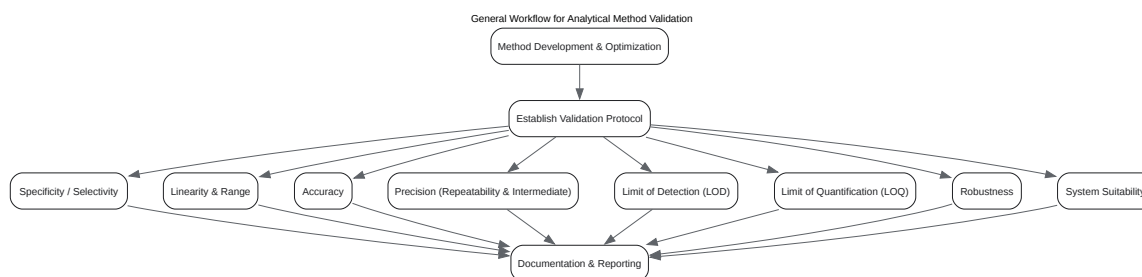 General Workflow for Analytical Method Validation
Method Development & Optimization
Establish Validation Protocol
Specificity / Selectivity
Linearity & Range
Accuracy
Precision (Repeatability & Intermediate)
Limit of Detection (LOD)
Limit of Quantification (LOQ)
Robustness
System Suitability
Documentation & Reporting